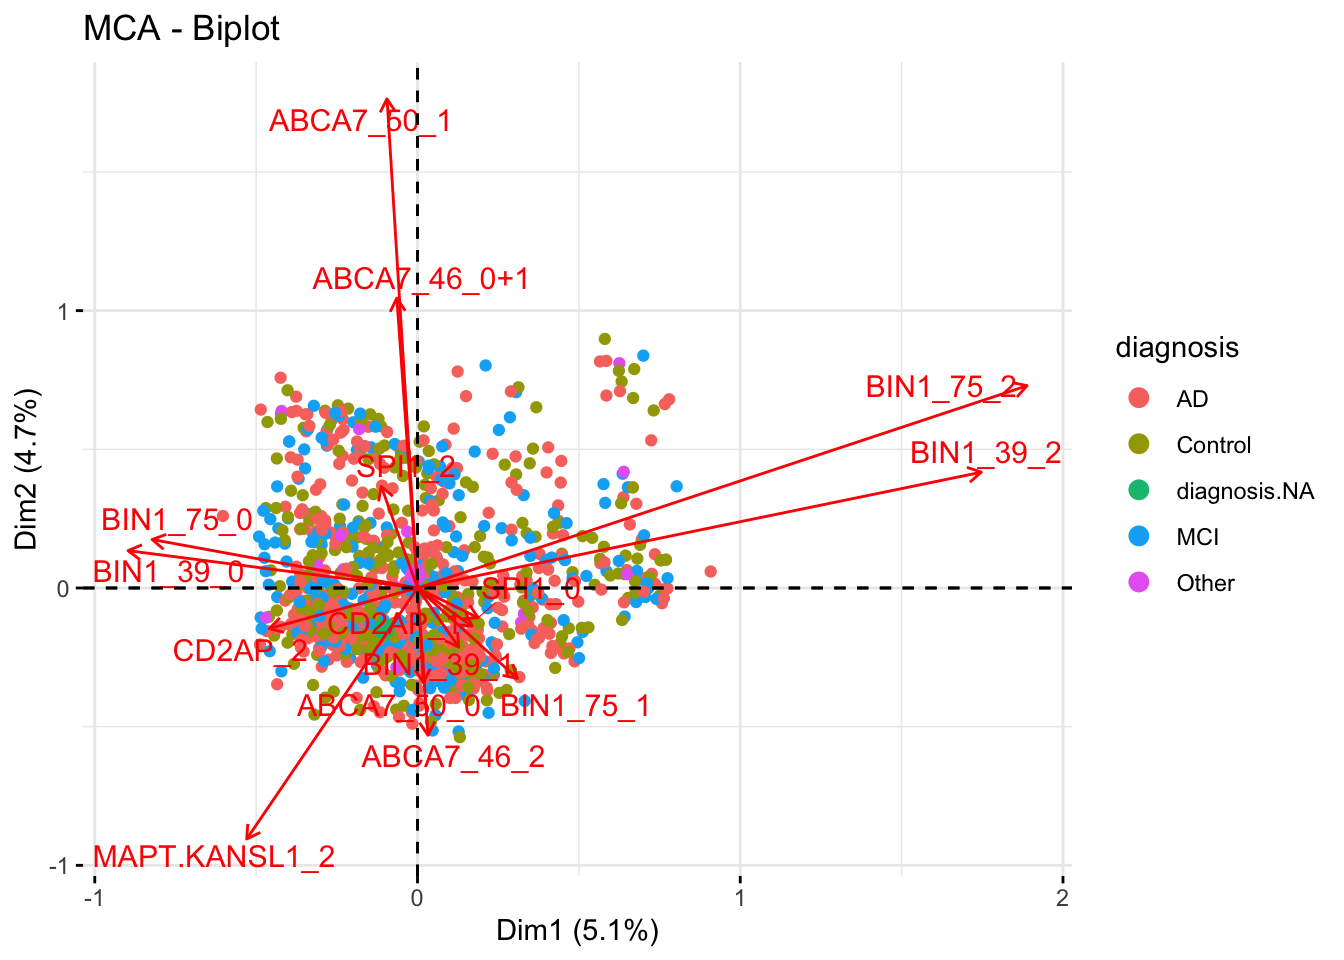 MCA - Biplot
ABCA7_50_1
ABCA7_46_0+1
BIN1_75_2
BIN1_39_2
BIN1_75_0
BIN1_39_0
SPI1_2
SPI1_0
CD2AP_1
CD2AP_2
BIN1_39_1
ABCA7_50_0
BIN1_75_1
ABCA7_46_2
MAPT.KANSL1_2
1
0
-1
-1
0
1
2
Dim1 (5.1%)
Dim2 (4.7%)
diagnosis
AD
Control
diagnosis.NA
MCI
Other